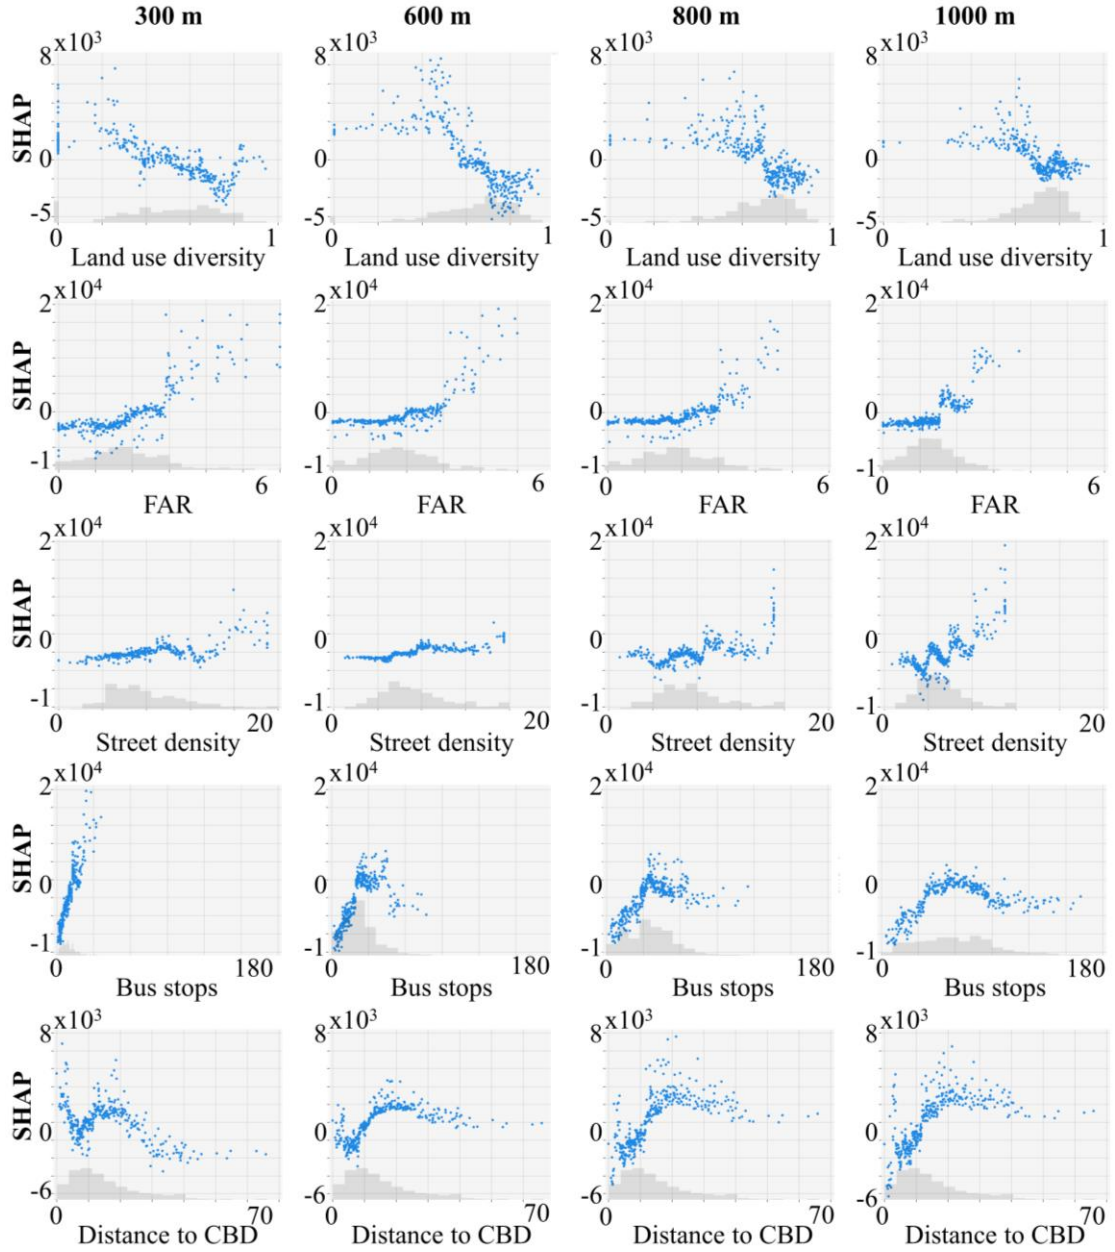 300 m 600 m 800 m 1000 m
8 x10³ 8 x10³ 8 x10³ 8 x10³
SHAP
0 0 0 0
-5 -5 -5 -5
0 1 0 1 0 1 0 1
Land use diversity Land use diversity Land use diversity Land use diversity
2 x10⁴ 2 x10⁴ 2 x10⁴ 2 x10⁴
SHAP
0 0 0 0
-1 -1 -1 -1
0 6 0 6 0 6 0 6
FAR FAR FAR FAR
2 x10⁴ 2 x10⁴ 2 x10⁴ 2 x10⁴
SHAP
0 0 0 0
-1 -1 -1 -1
0 20 0 20 0 20 0 20
Street density Street density Street density Street density
2 x10⁴ 2 x10⁴ 2 x10⁴ 2 x10⁴
SHAP
0 0 0 0
-1 -1 -1 -1
0 180 0 180 0 180 0 180
Bus stops Bus stops Bus stops Bus stops
8 x10³ 8 x10³ 8 x10³ 8 x10³
SHAP
0 0 0 0
-6 -6 -6 -6
0 70 0 70 0 70 0 70
Distance to CBD Distance to CBD Distance to CBD Distance to CBD